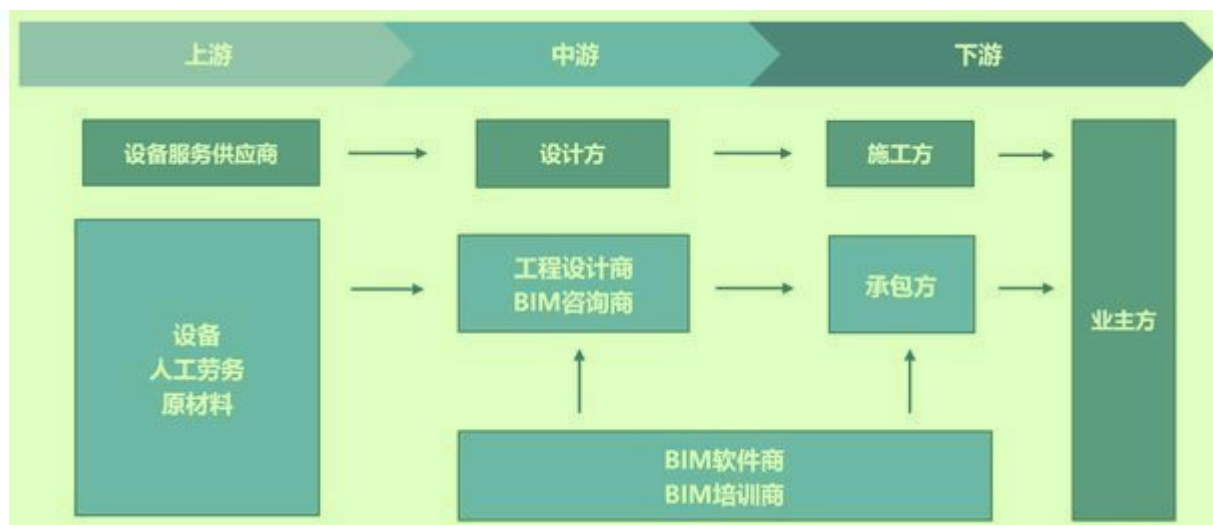 上游
中游
下游
设备服务供应商
设计方
施工方
工程设计商
BIM咨询商
承包方
业主方
设备
人工劳务
原材料
BIM软件商
BIM培训商